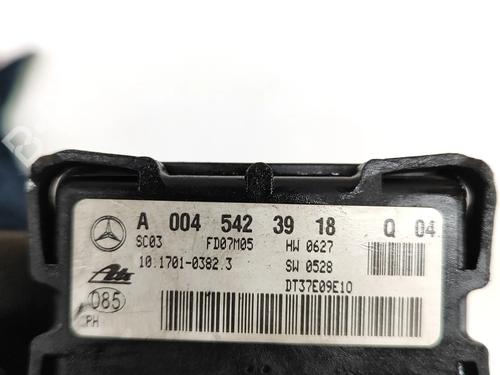 A 004 542 39 18 Q 04
SC03 FD07M05 HW 0627
10.1701-0382.3 SW 0528
Ate DT37E09E10
085
PH